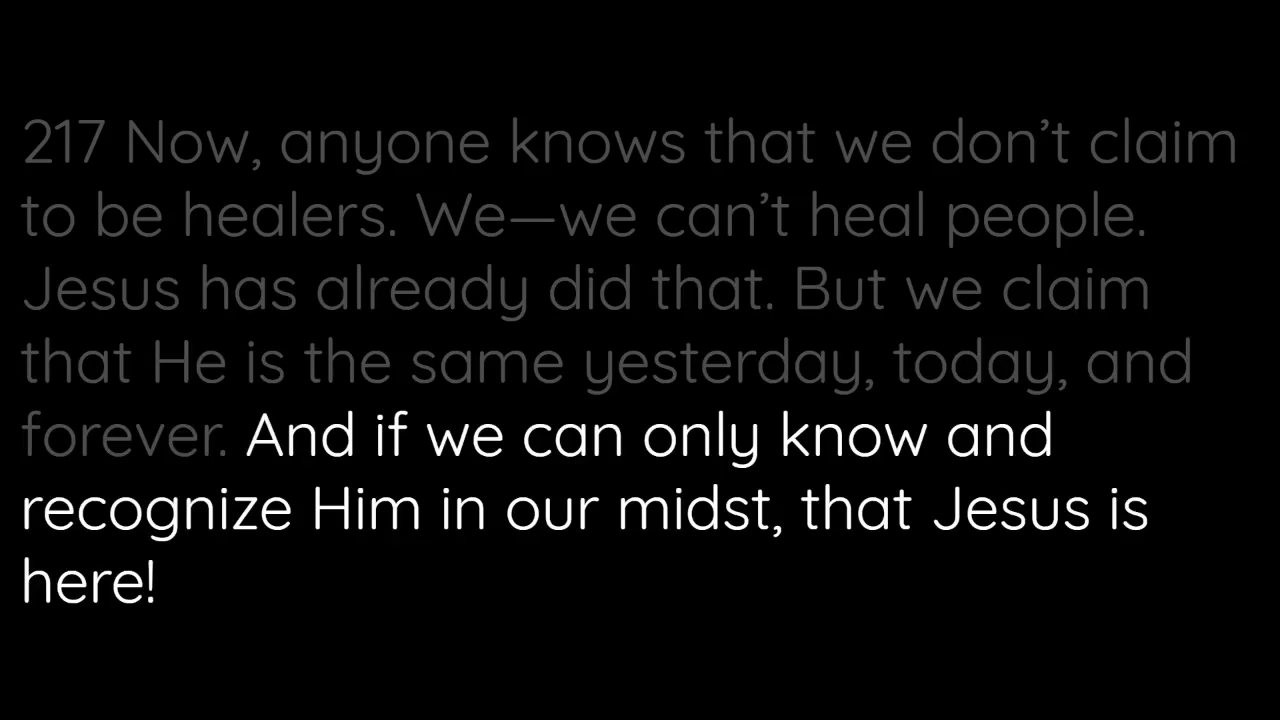 217 Now, anyone knows that we don’t claim
to be healers. We—we can’t heal people.
Jesus has already did that. But we claim
that He is the same yesterday, today, and
forever. And if we can only know and
recognize Him in our midst, that Jesus is
here!